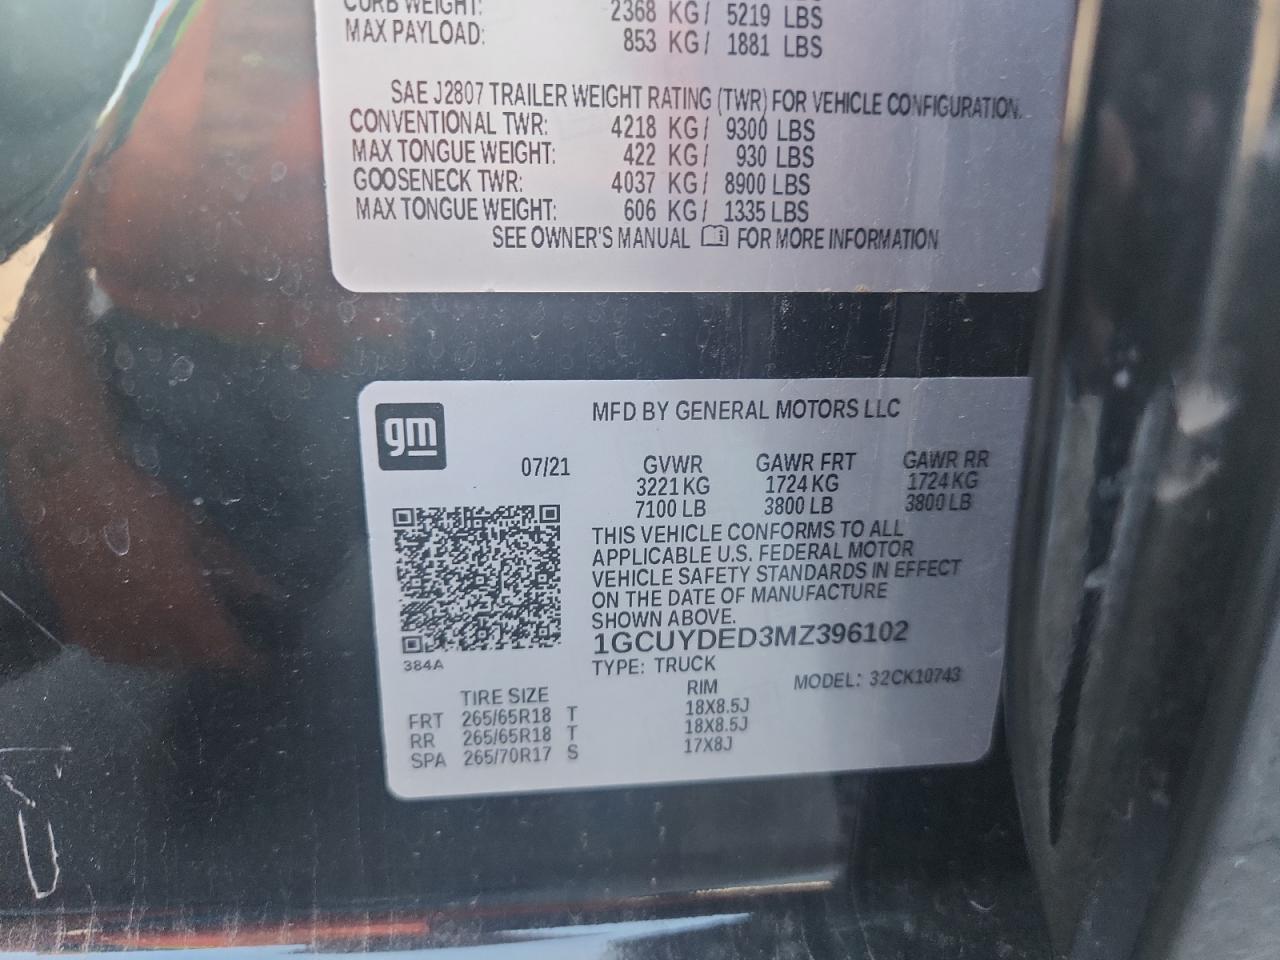 CURB WEIGHT: 2368 KG/ 5219 LBS
MAX PAYLOAD: 853 KG/ 1881 LBS
SAE J2807 TRAILER WEIGHT RATING (TWR) FOR VEHICLE CONFIGURATION.
CONVENTIONAL TWR: 4218 KG/ 9300 LBS
MAX TONGUE WEIGHT: 422 KG/ 930 LBS
GOOSENECK TWR: 4037 KG/ 8900 LBS
MAX TONGUE WEIGHT: 606 KG/ 1335 LBS
SEE OWNER'S MANUAL FOR MORE INFORMATION
gm
MFD BY GENERAL MOTORS LLC
07/21
GVWR GAWR FRT GAWR RR
3221 KG 1724 KG 1724 KG
7100 LB 3800 LB 3800 LB
THIS VEHICLE CONFORMS TO ALL
APPLICABLE U.S. FEDERAL MOTOR
VEHICLE SAFETY STANDARDS IN EFFECT
ON THE DATE OF MANUFACTURE
SHOWN ABOVE.
1GCUYDED3MZ396102
384A
TYPE: TRUCK
MODEL: 32CK10743
TIRE SIZE RIM
FRT 265/65R18 T 18X8.5J
RR 265/65R18 T 18X8.5J
SPA 265/70R17 S 17X8J